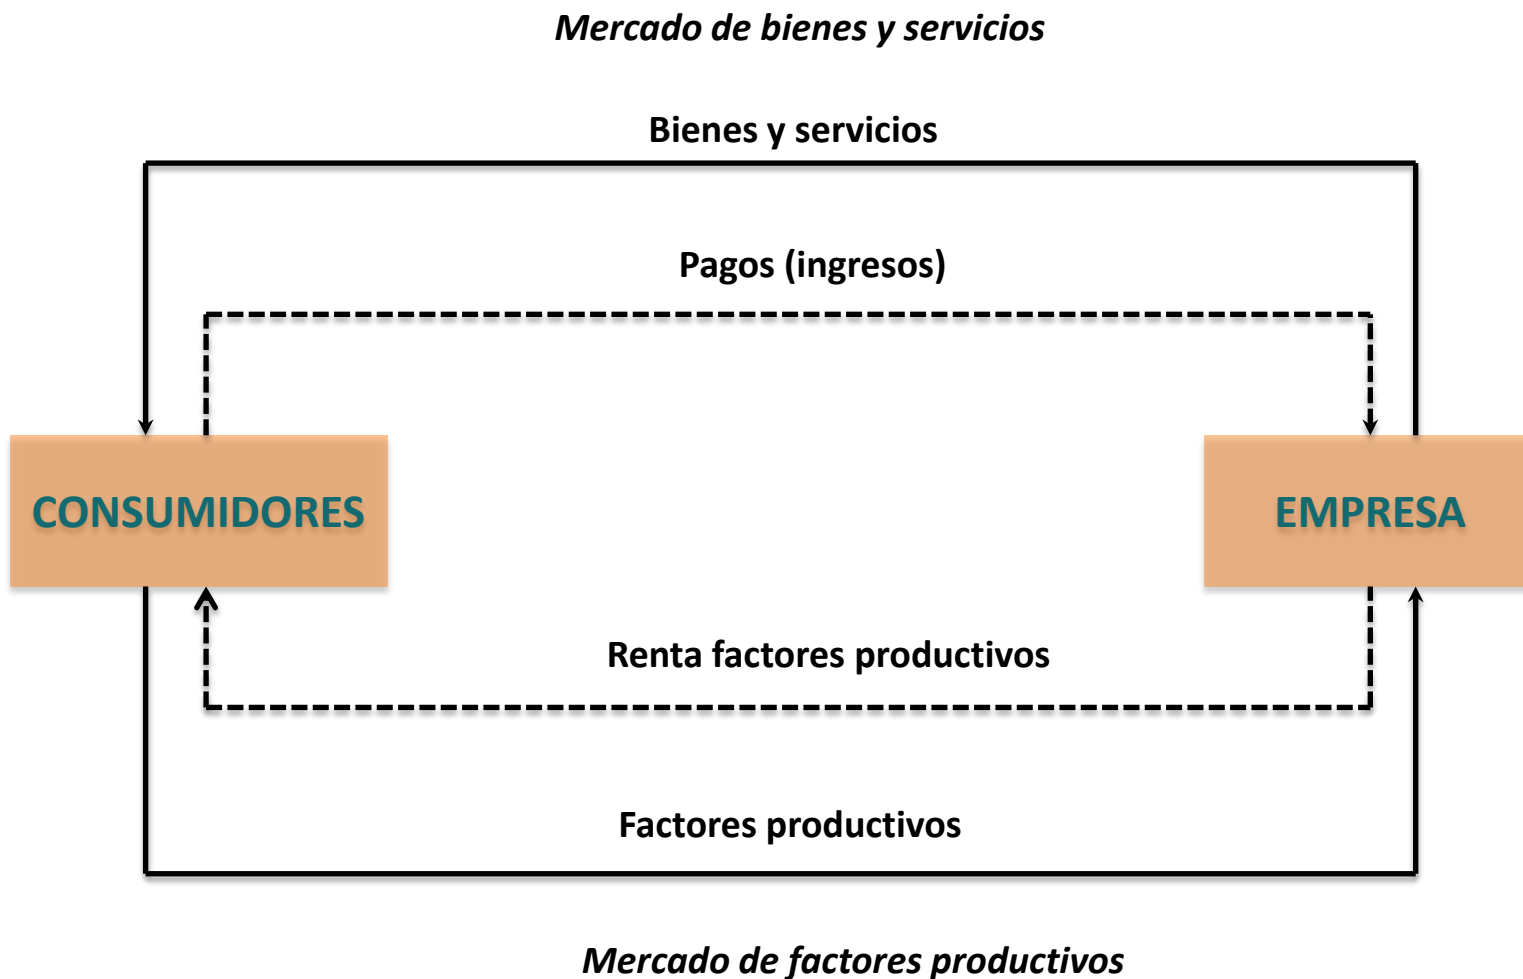 Mercado de bienes y servicios
Bienes y servicios
Pagos (ingresos)
CONSUMIDORES
EMPRESA
Renta factores productivos
Factores productivos
Mercado de factores productivos